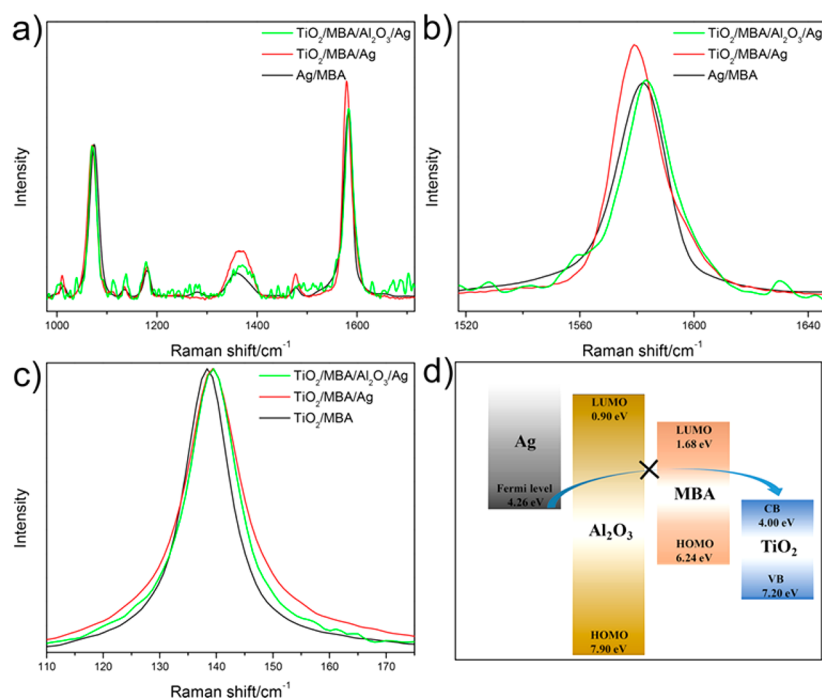 a)
TiO₂/MBA/Al₂O₃/Ag
TiO₂/MBA/Ag
Ag/MBA
Intensity
1000 1200 1400 1600
Raman shift/cm⁻¹
b)
TiO₂/MBA/Al₂O₃/Ag
TiO₂/MBA/Ag
Ag/MBA
Intensity
1520 1560 1600 1640
Raman shift/cm⁻¹
c)
TiO₂/MBA/Al₂O₃/Ag
TiO₂/MBA/Ag
TiO₂/MBA
Intensity
110 120 130 140 150 160 170
Raman shift/cm⁻¹
d)
Ag
Fermi level
4.26 eV
LUMO
0.90 eV
Al₂O₃
HOMO
7.90 eV
LUMO
1.68 eV
MBA
HOMO
6.24 eV
CB
4.00 eV
TiO₂
VB
7.20 eV